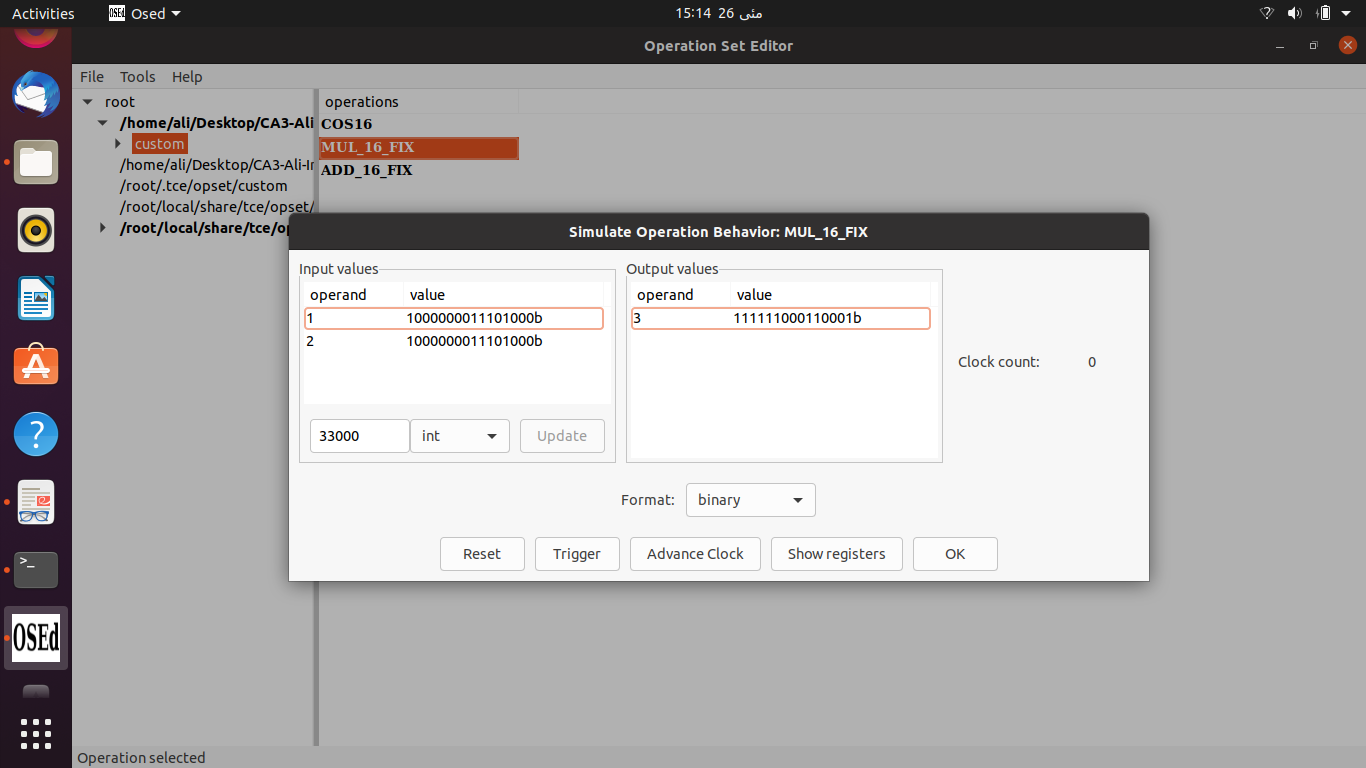 Activities Osed 15:14 26 مئی
Operation Set Editor
File Tools Help
root
/home/ali/Desktop/CA3-Ali
custom
/home/ali/Desktop/CA3-Ali-Ir
/root/.tce/opset/custom
/root/local/share/tce/opset/
/root/local/share/tce/op
operations
COS16
MUL_16_FIX
ADD_16_FIX
Simulate Operation Behavior: MUL_16_FIX
Input values
operand value
1 1000000011101000b
2 1000000011101000b
33000 int Update
Output values
operand value
3 111111000110001b
Clock count: 0
Format: binary
Reset Trigger Advance Clock Show registers OK
>_
OSEd
Operation selected